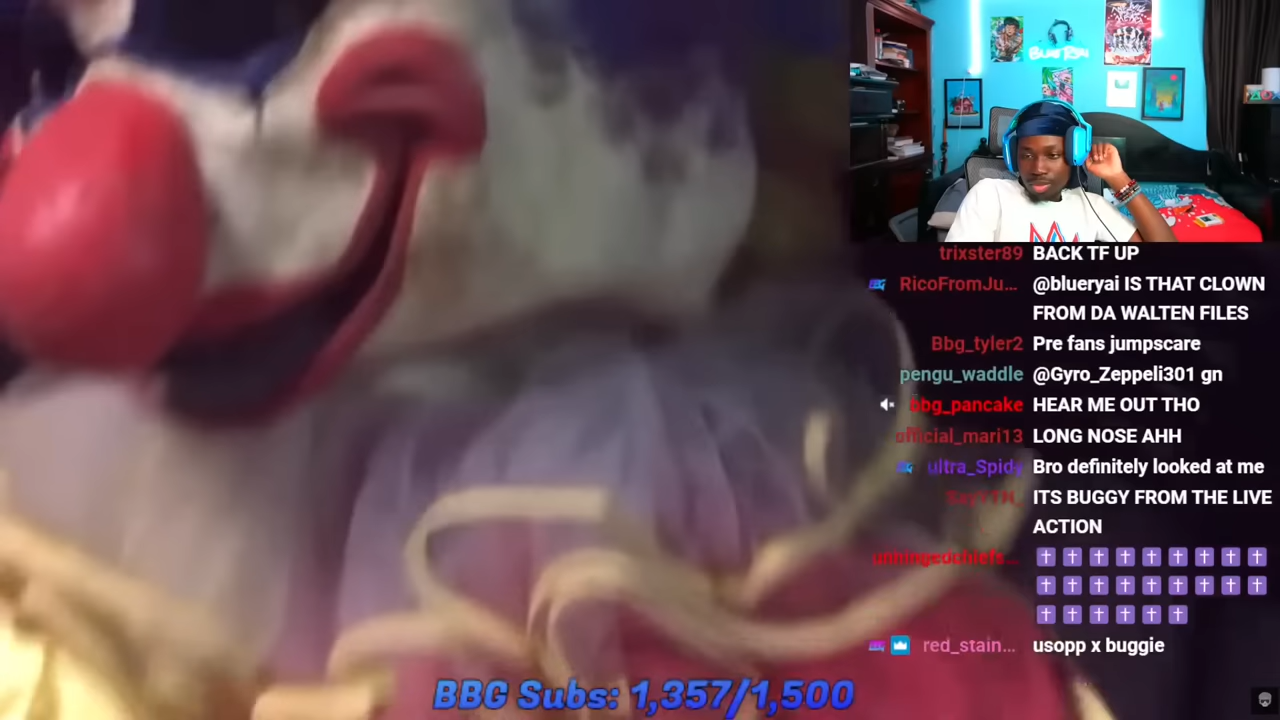 BLUERYAI
trixster89 BACK TF UP
RicoFromJu... @blueryai IS THAT CLOWN
FROM DA WALTEN FILES
Bbg_tyler2 Pre fans jumpscare
pengu_waddle @Gyro_Zeppeli301 gn
bbg_pancake HEAR ME OUT THO
official_mari13 LONG NOSE AHH
ultra_Spidy Bro definitely looked at me
ITS BUGGY FROM THE LIVE
ACTION
unhingedchiefs...
red_stain... usopp x buggie
BBG Subs: 1,357/1,500